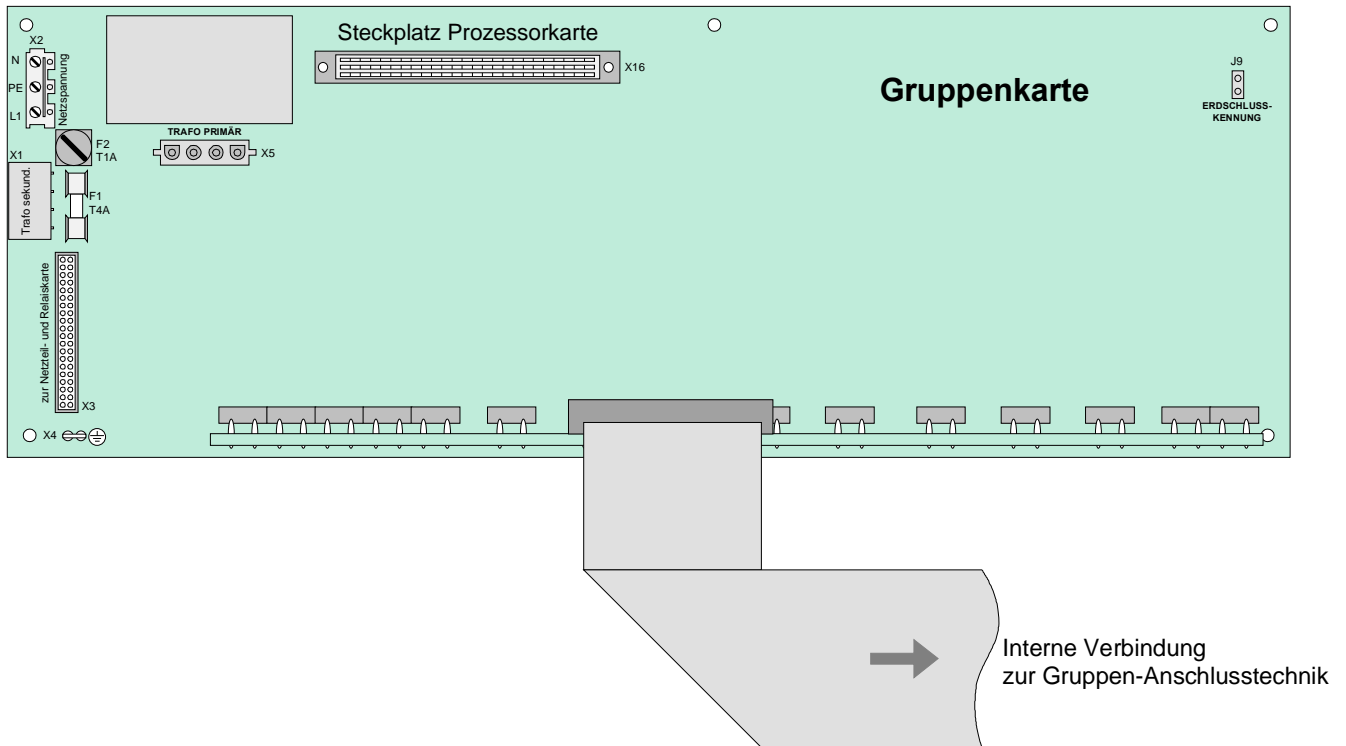 Steckplatz Prozessorkarte
X16
Gruppenkarte
J9
ERDSCHLUSS-
KENNUNG
X2
N
PE
L1
Netzspannung
TRAFO PRIMÄR
X5
F2
T1A
X1
Trafo sekund.
F1
T4A
zur Netzteil- und Relaiskarte
X3
X4
Interne Verbindung
zur Gruppen-Anschlusstechnik